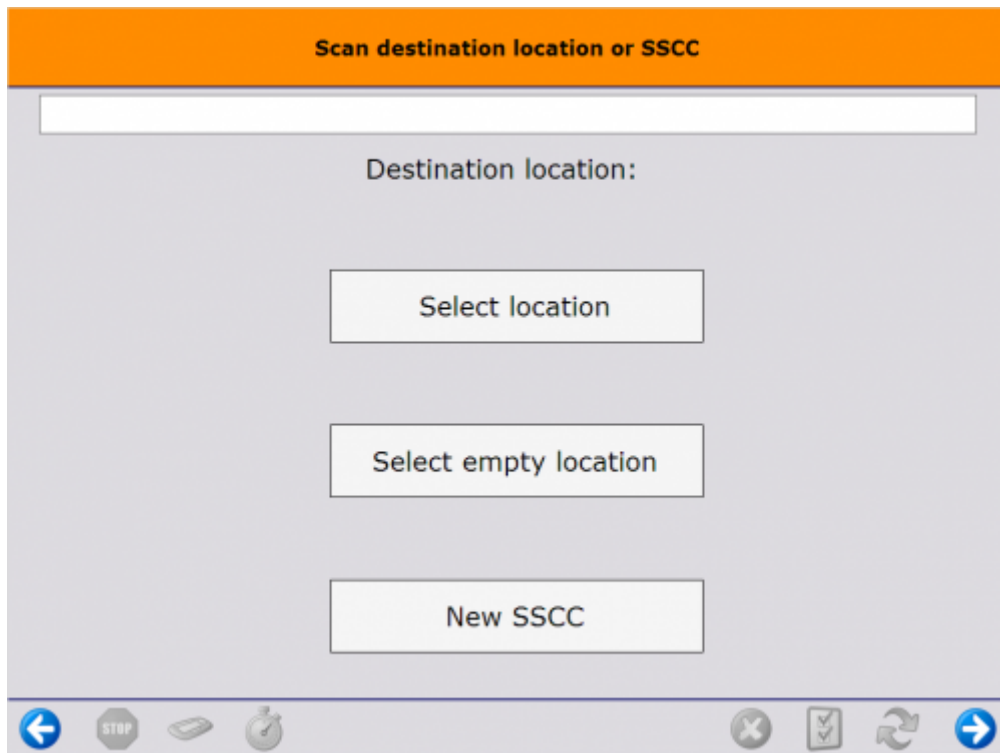 Scan destination location or SSCC
Destination location:
Select location
Select empty location
New SSCC
STOP